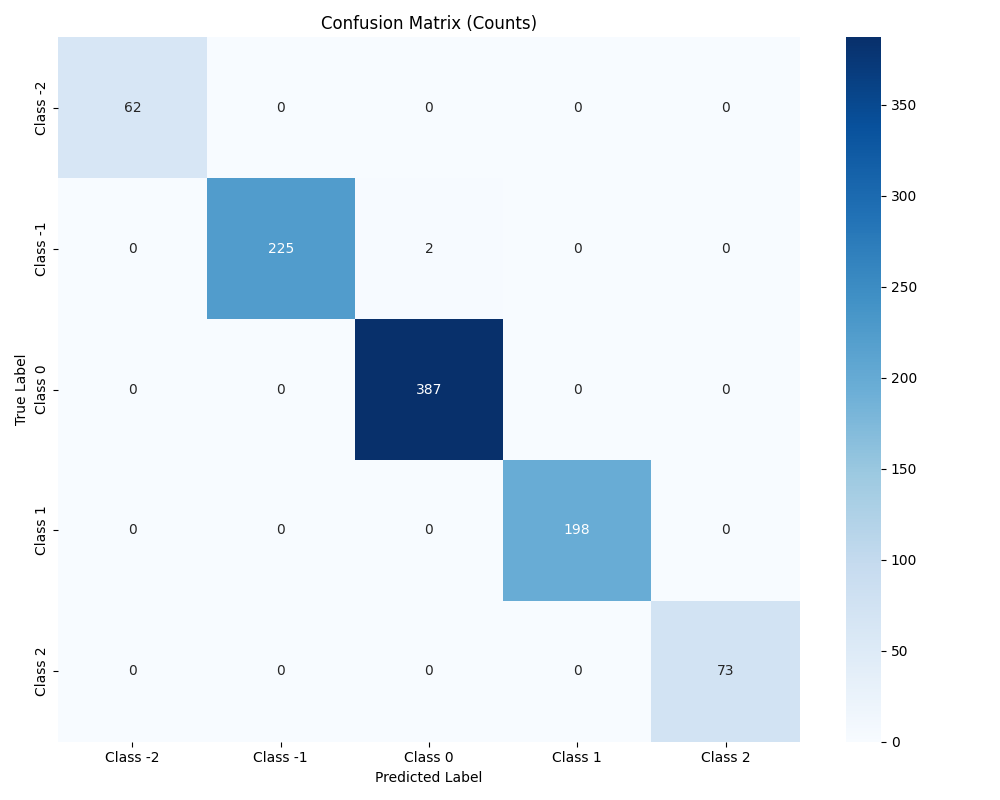 Confusion Matrix (Counts)
True Label
Class -2
62 0 0 0 0
Class -1
0 225 2 0 0
Class 0
0 0 387 0 0
Class 1
0 0 0 198 0
Class 2
0 0 0 0 73
Class -2 Class -1 Class 0 Class 1 Class 2
Predicted Label
350
300
250
200
150
100
50
0